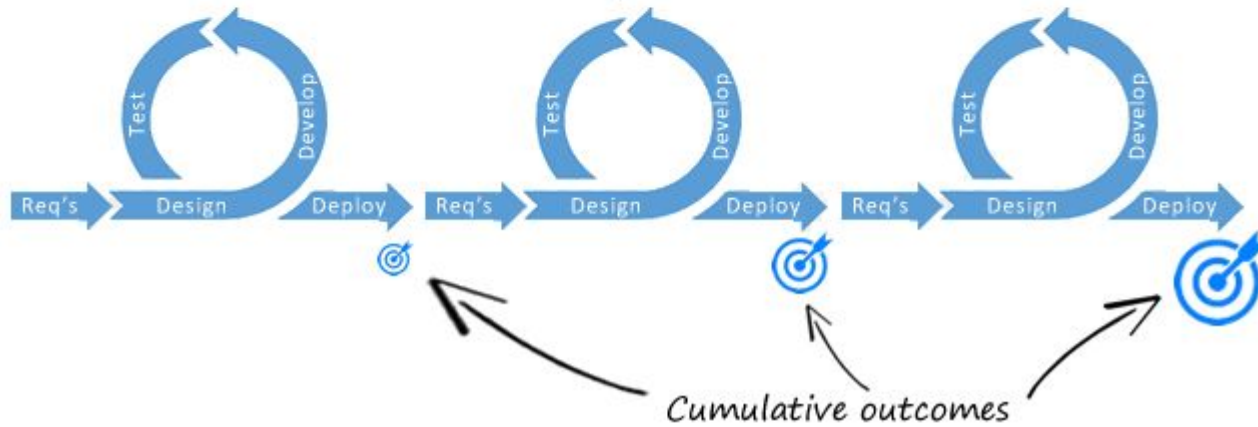 Test
Develop
Req's
Design
Deploy
Test
Develop
Req's
Design
Deploy
Test
Develop
Req's
Design
Deploy
Cumulative outcomes